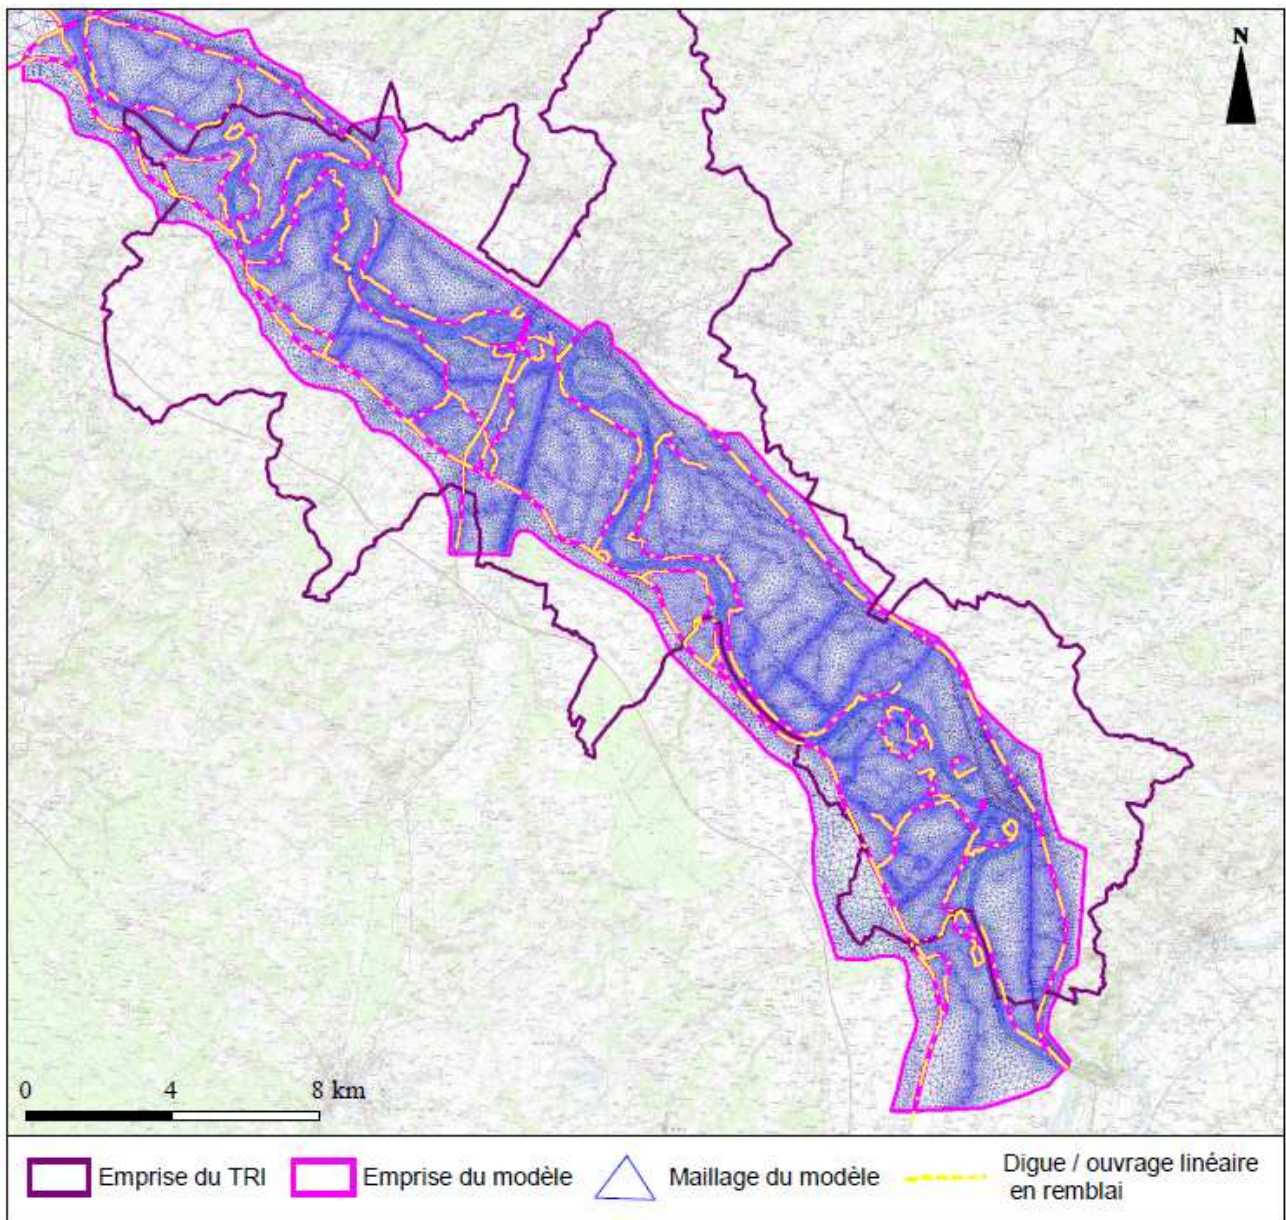 N
0 4 8 km
Emprise du TRI
Emprise du modèle
Maillage du modèle
Digue / ouvrage linéaire
en remblai